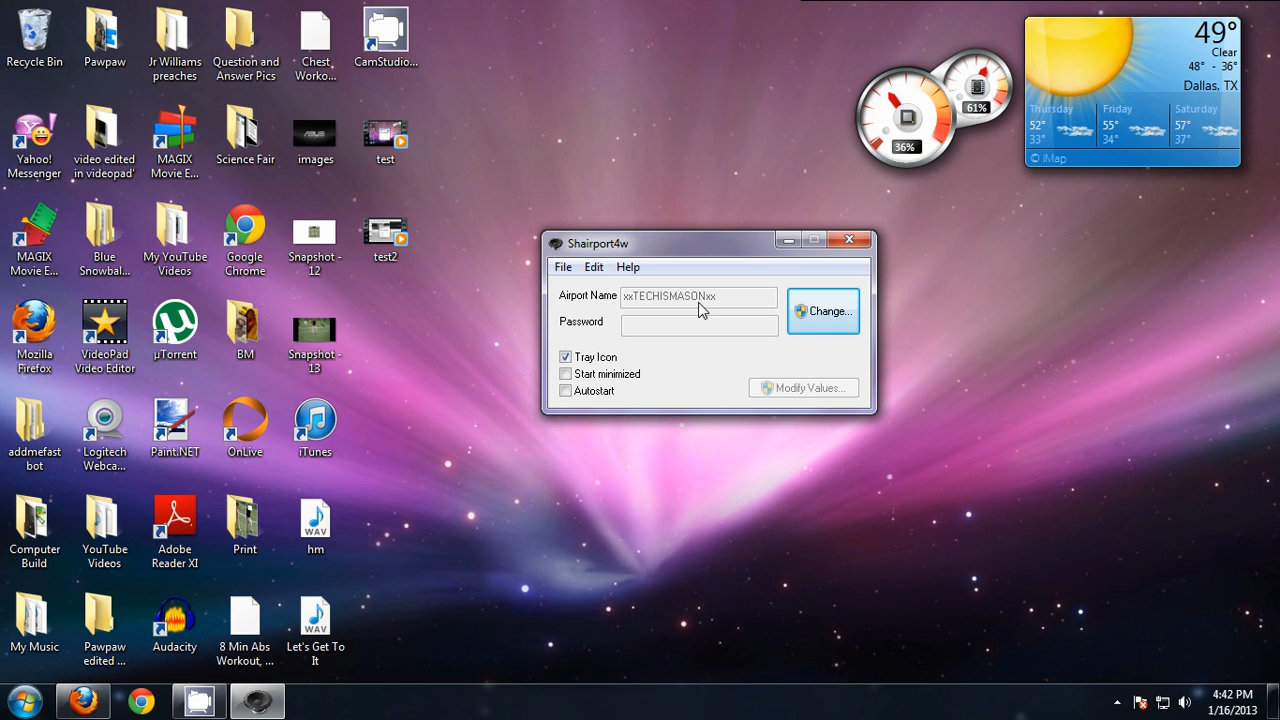 Recycle Bin
Pawpaw
Jr Williams
preaches
Question and
Answer Pics
Chest
Worko...
CamStudio...
Yahoo!
Messenger
video edited
in videopad'
MAGIX
Movie E...
Science Fair
images
test
MAGIX
Movie E...
Blue
Snowbal...
My YouTube
Videos
Google
Chrome
Snapshot -
12
test2
Mozilla
Firefox
VideoPad
Video Editor
µTorrent
BM
Snapshot -
13
addmefast
bot
Logitech
Webca...
Paint.NET
OnLive
iTunes
Computer
Build
YouTube
Videos
Adobe
Reader XI
Print
WAV
hm
My Music
Pawpaw
edited ...
Audacity
8 Min Abs
Workout, ...
WAV
Let's Get To
It
36%
61%
49°
Clear
48° - 36°
Dallas, TX
Thursday
52°
33°
Friday
55°
34°
Saturday
57°
37°
© iMap
Shairport4w
File Edit Help
Airport Name xxTECHISMASONxx
Change...
Password
Tray Icon
Start minimized
Autostart
Modify Values...
4:42 PM
1/16/2013